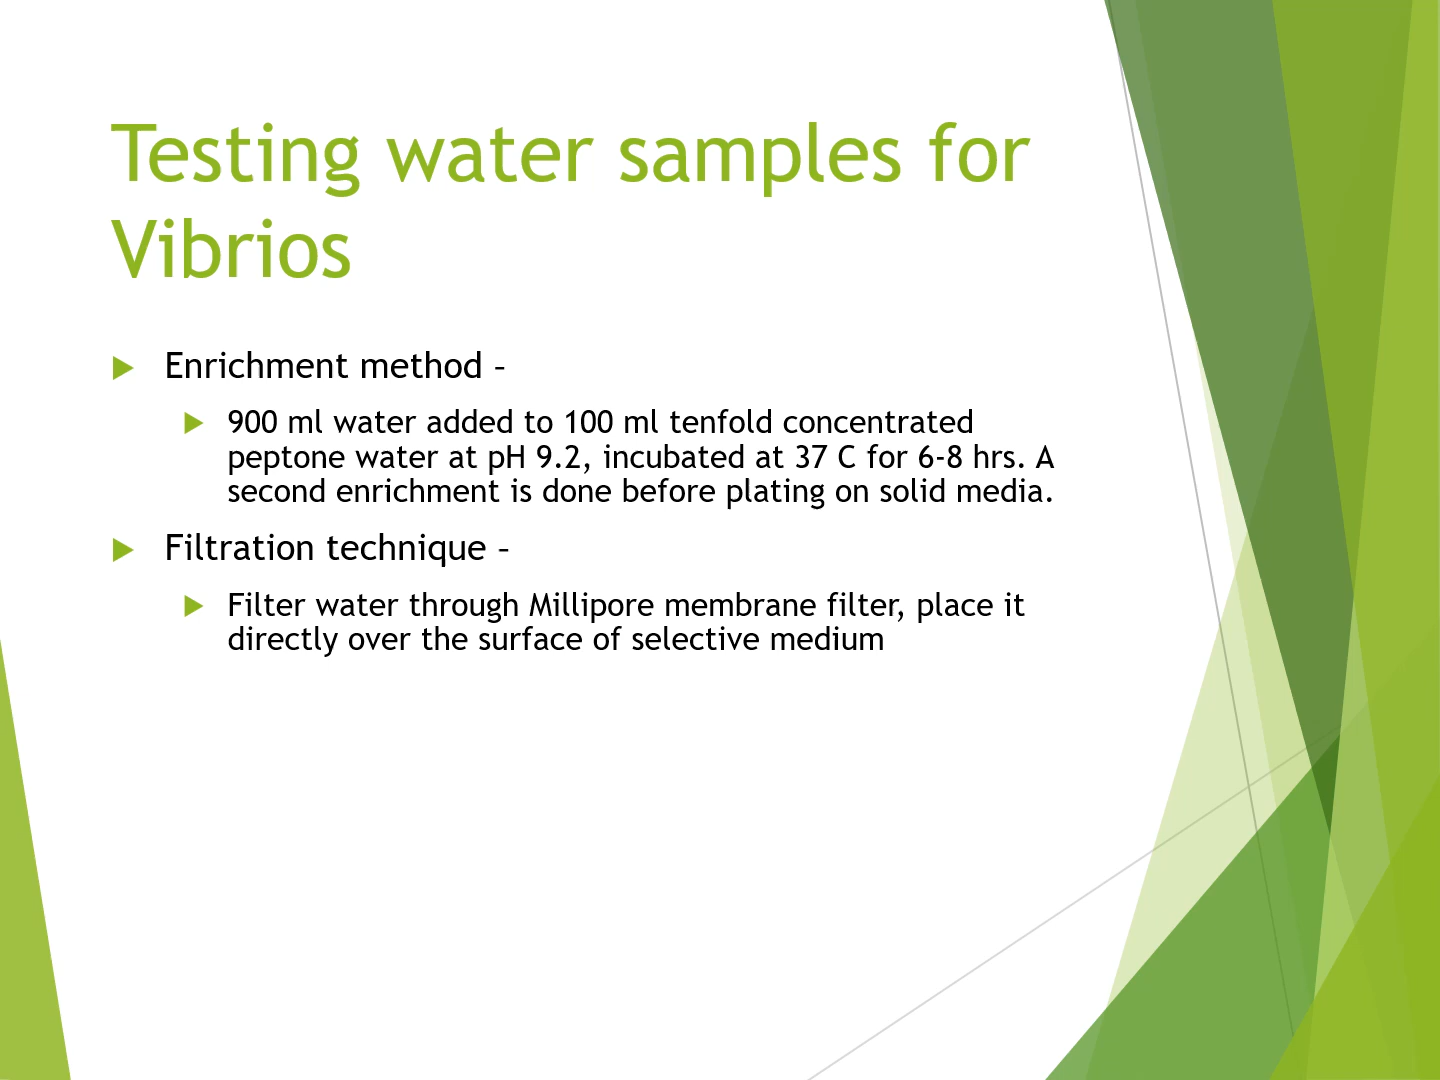 Testing water samples for
Vibrios
Enrichment method –
900 ml water added to 100 ml tenfold concentrated
peptone water at pH 9.2, incubated at 37 C for 6-8 hrs. A
second enrichment is done before plating on solid media.
Filtration technique –
Filter water through Millipore membrane filter, place it
directly over the surface of selective medium